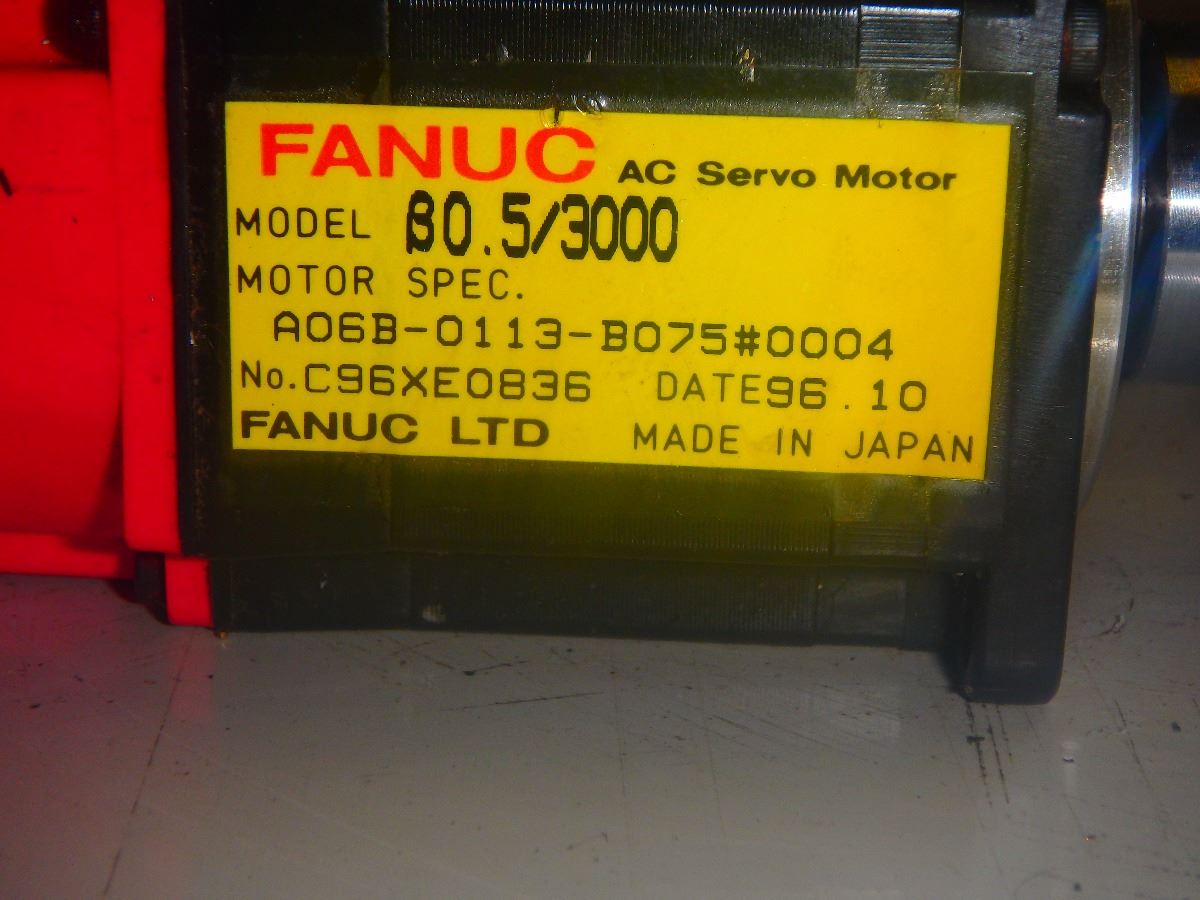 FANUC AC Servo Motor
MODEL β0.5/3000
MOTOR SPEC.
A06B-0113-B075#0004
No.C96XE0836 DATE96.10
FANUC LTD MADE IN JAPAN